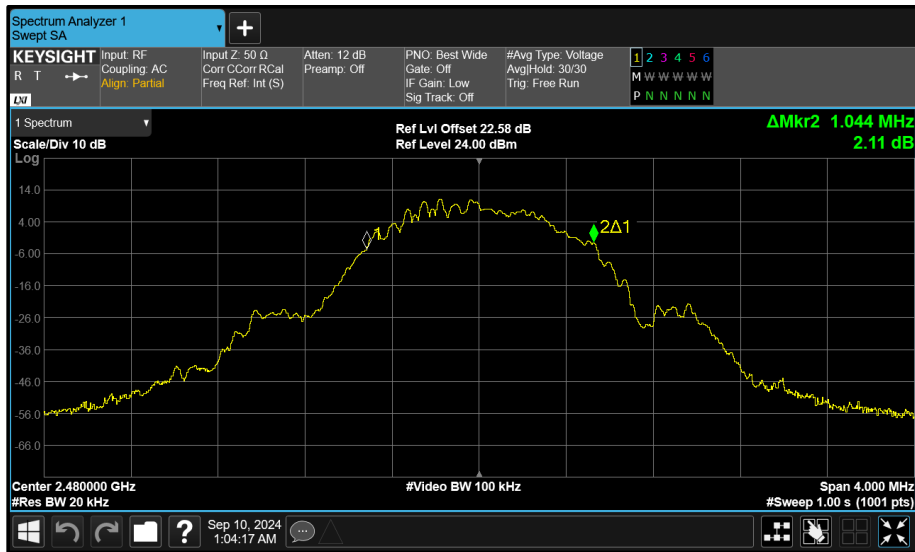 Spectrum Analyzer 1
Swept SA
+
KEYSIGHT
R T
LXI
Input: RF
Coupling: AC
Align: Partial
Input Z: 50 Ω
Corr CCorr RCal
Freq Ref: Int (S)
Atten: 12 dB
Preamp: Off
PNO: Best Wide
Gate: Off
IF Gain: Low
Sig Track: Off
#Avg Type: Voltage
Avg|Hold: 30/30
Trig: Free Run
1 2 3 4 5 6
M W W W W W
P N N N N N
1 Spectrum
Scale/Div 10 dB
Ref Lvl Offset 22.58 dB
Ref Level 24.00 dBm
ΔMkr2 1.044 MHz
2.11 dB
Log
14.0
4.00
-6.00
-16.0
-26.0
-36.0
-46.0
-56.0
-66.0
1
2Δ1
Center 2.480000 GHz
#Res BW 20 kHz
#Video BW 100 kHz
Span 4.000 MHz
#Sweep 1.00 s (1001 pts)
?
Sep 10, 2024
1:04:17 AM